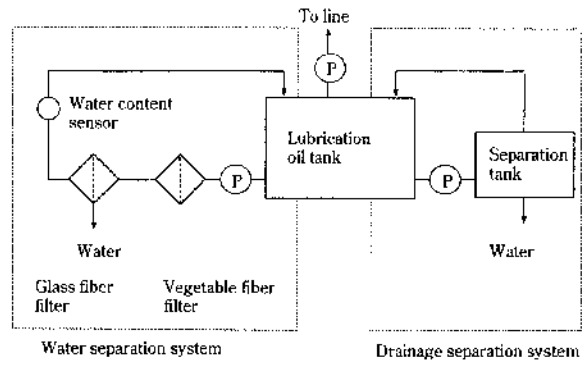 To line
P
Water content
sensor
Lubrication
oil tank
Separation
tank
P
P
Water
Water
Glass fiber
filter
Vegetable fiber
filter
Water separation system
Drainage separation system